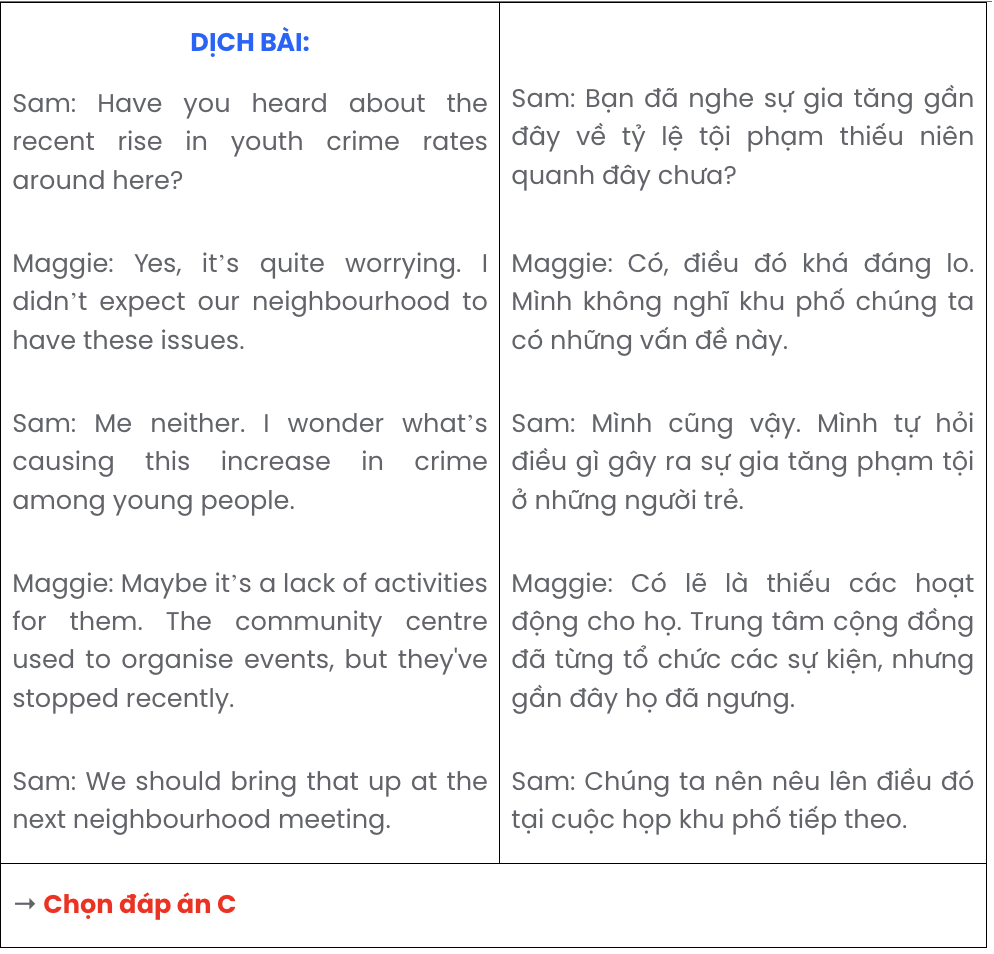 DỊCH BÀI:
Sam: Have you heard about the
recent rise in youth crime rates
around here?
Maggie: Yes, it’s quite worrying. I
didn’t expect our neighbourhood to
have these issues.
Sam: Me neither. I wonder what’s
causing this increase in crime
among young people.
Maggie: Maybe it’s a lack of activities
for them. The community centre
used to organise events, but they've
stopped recently.
Sam: We should bring that up at the
next neighbourhood meeting.
Sam: Bạn đã nghe sự gia tăng gần
đây về tỷ lệ tội phạm thiếu niên
quanh đây chưa?
Maggie: Có, điều đó khá đáng lo.
Mình không nghĩ khu phố chúng ta
có những vấn đề này.
Sam: Mình cũng vậy. Mình tự hỏi
điều gì gây ra sự gia tăng phạm tội
ở những người trẻ.
Maggie: Có lẽ là thiếu các hoạt
động cho họ. Trung tâm cộng đồng
đã từng tổ chức các sự kiện, nhưng
gần đây họ đã ngưng.
Sam: Chúng ta nên nêu lên điều đó
tại cuộc họp khu phố tiếp theo.
→ Chọn đáp án C